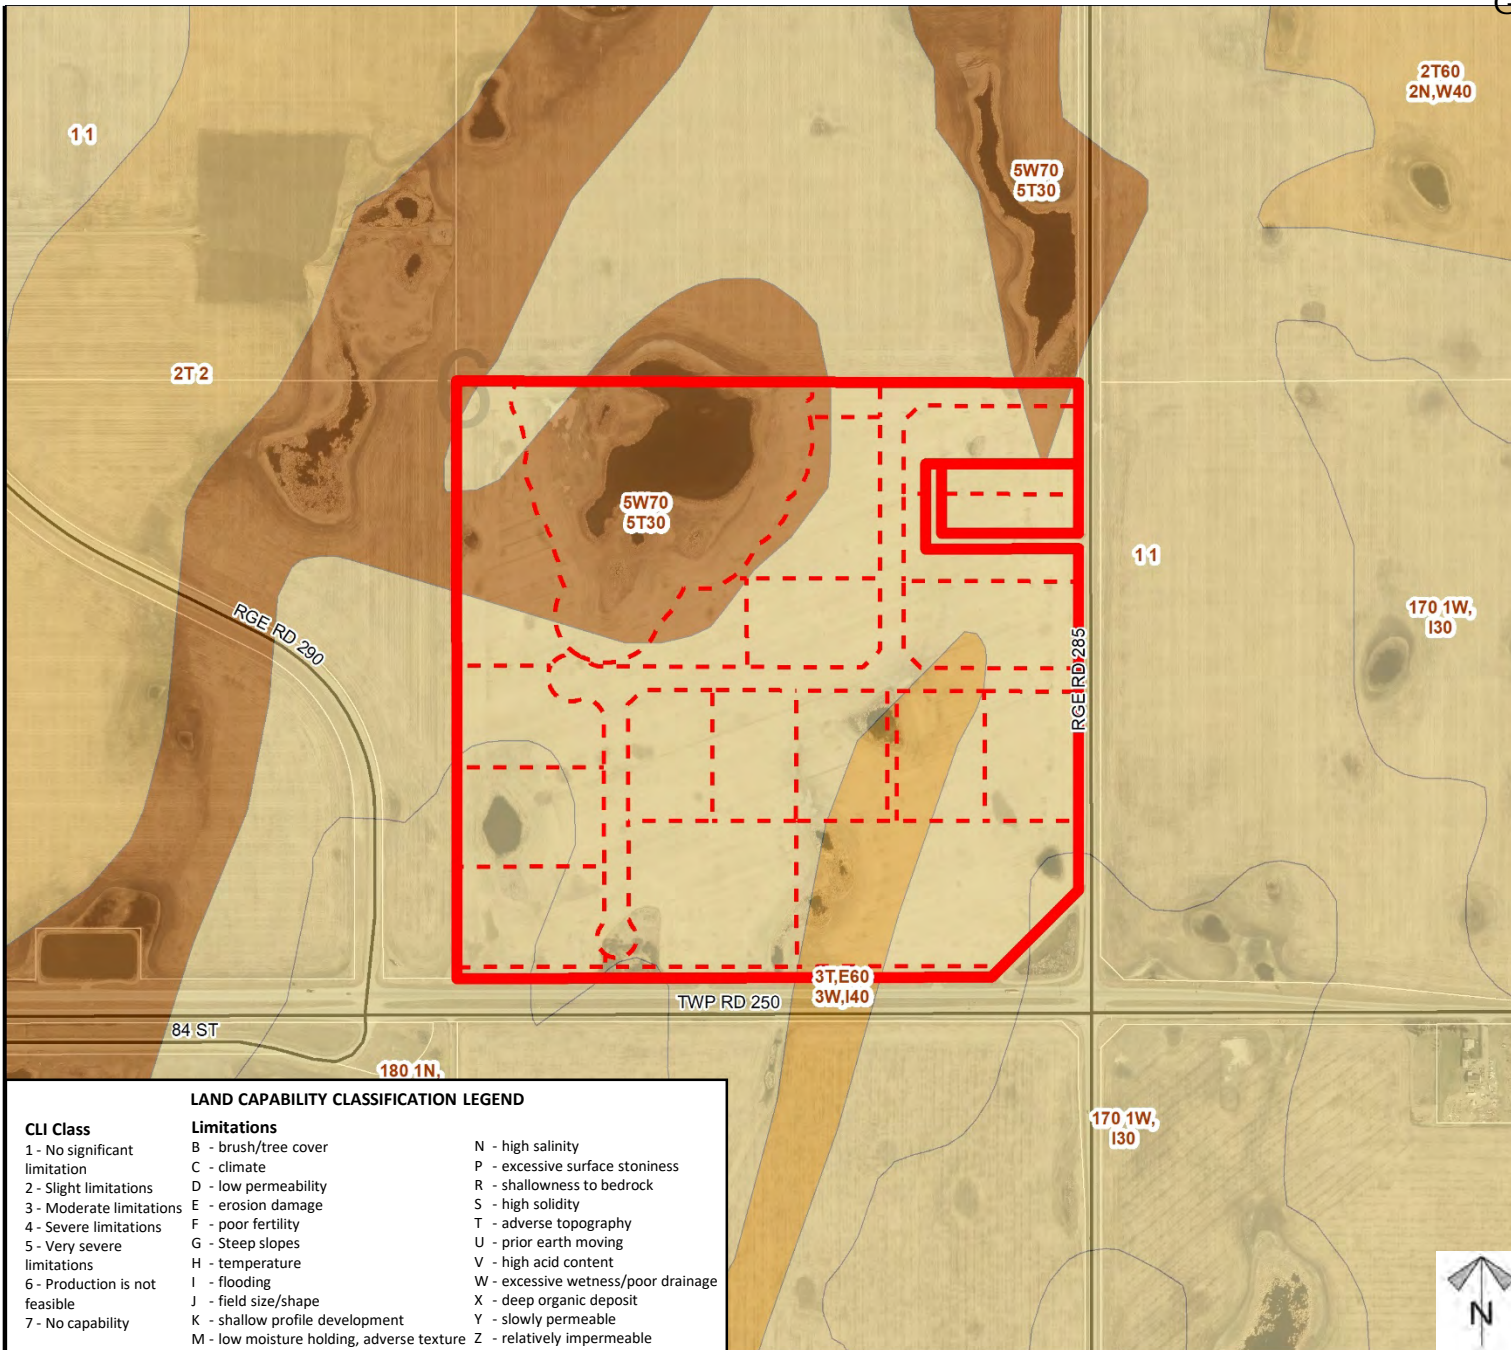 2T60
2N,W40
1 1
5W70
5T30
2T 2
6
5W70
5T30
1 1
170 1W,
I30
RGE RD 290
RGE RD 285
3T,E60
3W,I40
TWP RD 250
84 ST
180 1N,
170 1W,
I30
LAND CAPABILITY CLASSIFICATION LEGEND
CLI Class
1 - No significant
limitation
2 - Slight limitations
3 - Moderate limitations
4 - Severe limitations
5 - Very severe
limitations
6 - Production is not
feasible
7 - No capability
Limitations
B - brush/tree cover
C - climate
D - low permeability
E - erosion damage
F - poor fertility
G - Steep slopes
H - temperature
I - flooding
J - field size/shape
K - shallow profile development
M - low moisture holding, adverse texture
N - high salinity
P - excessive surface stoniness
R - shallowness to bedrock
S - high solidity
T - adverse topography
U - prior earth moving
V - high acid content
W - excessive wetness/poor drainage
X - deep organic deposit
Y - slowly permeable
Z - relatively impermeable
N